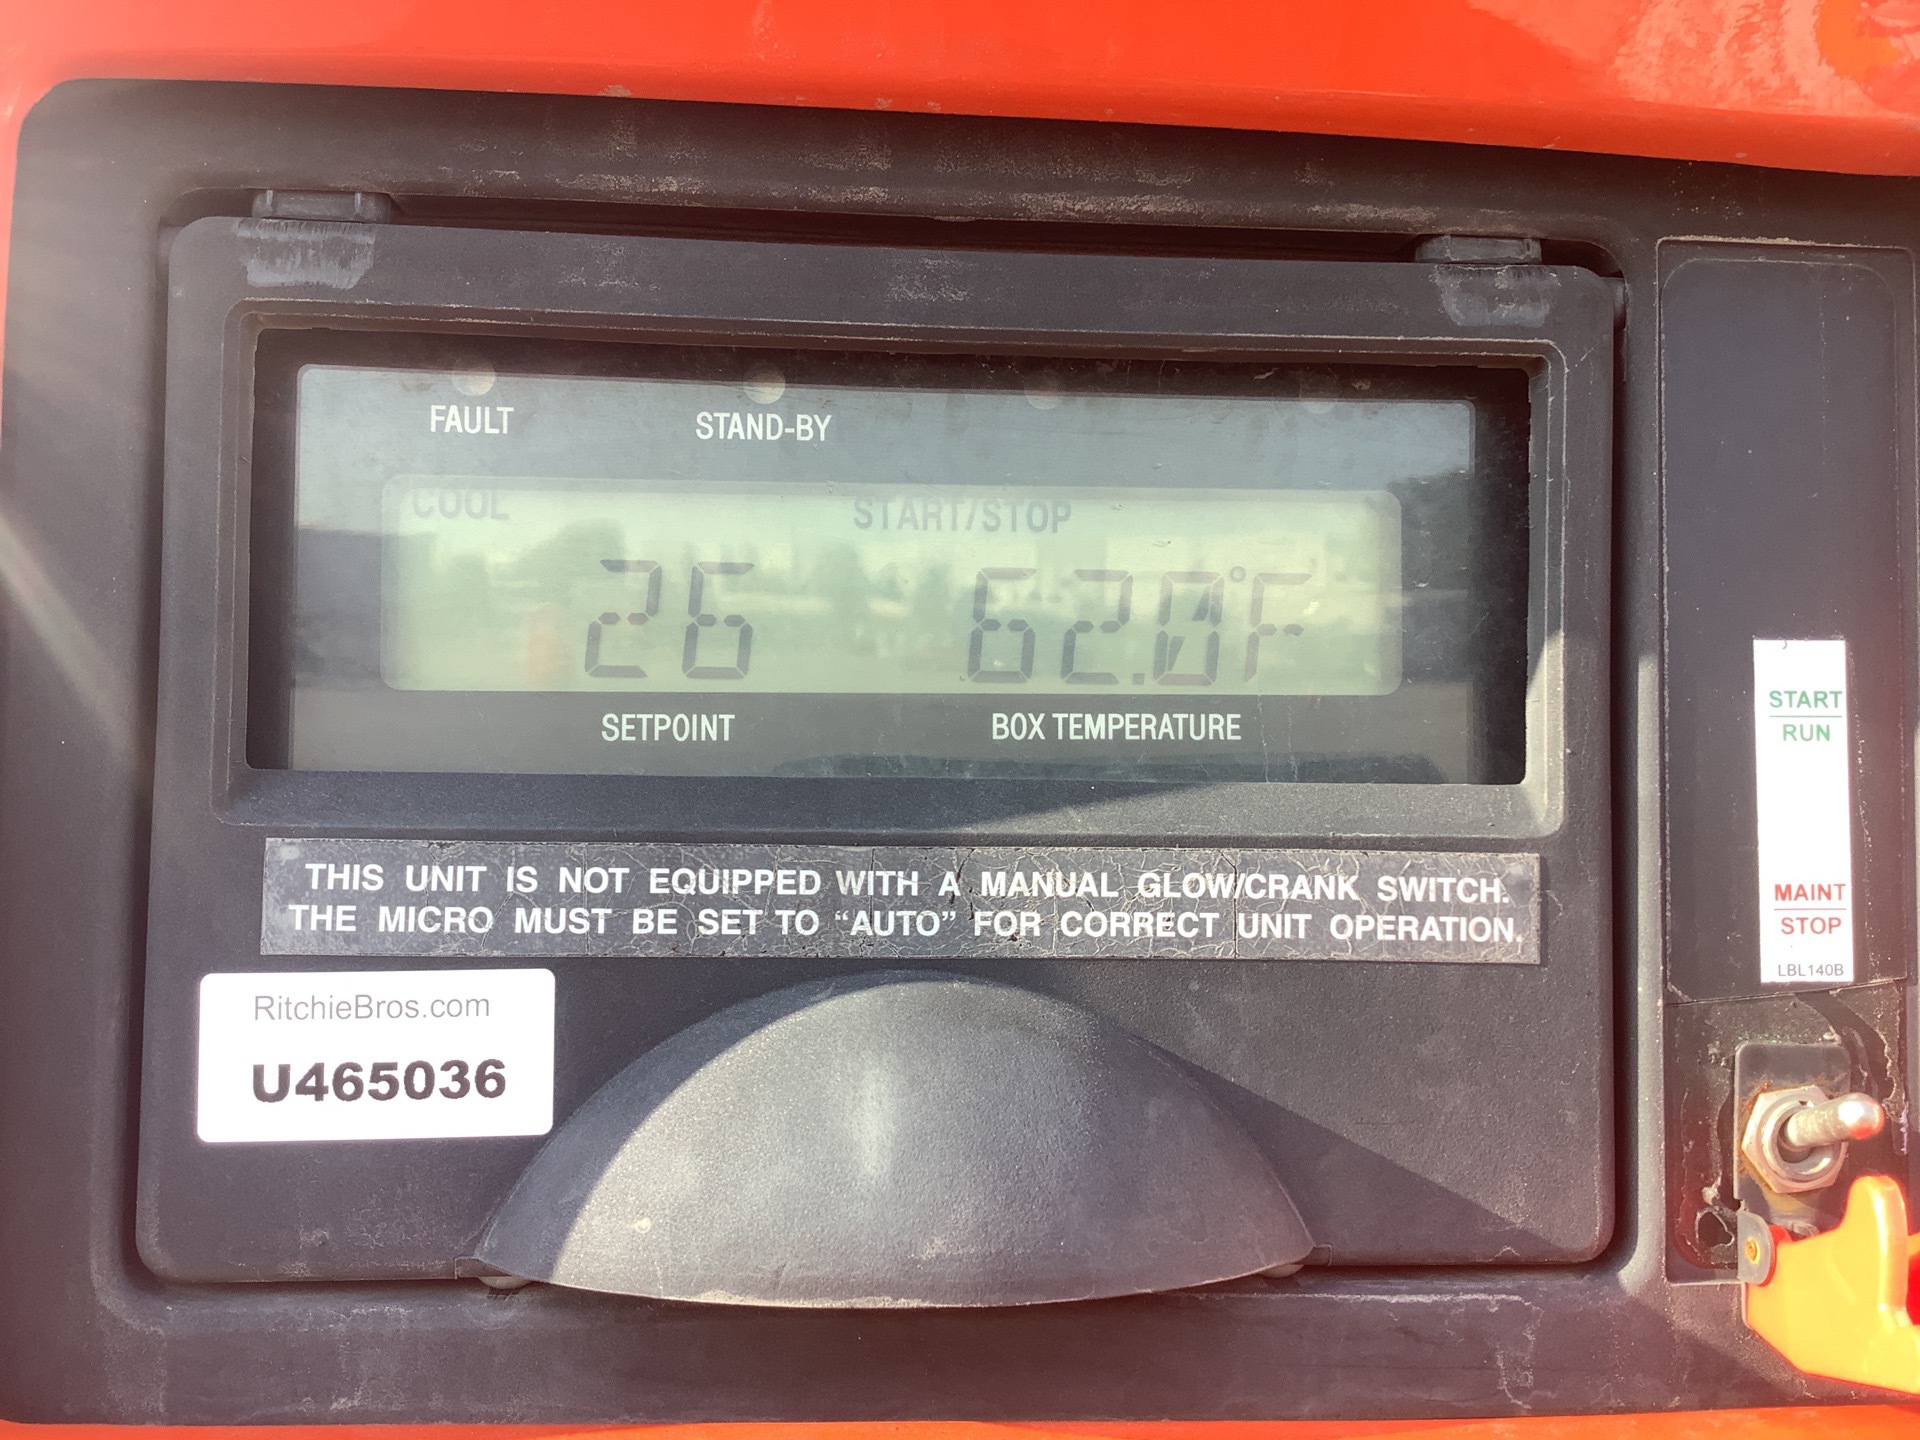 FAULT STAND-BY
COOL START/STOP
26 62.0°F
SETPOINT BOX TEMPERATURE
THIS UNIT IS NOT EQUIPPED WITH A MANUAL GLOW/CRANK SWITCH.
THE MICRO MUST BE SET TO “AUTO” FOR CORRECT UNIT OPERATION.
RitchieBros.com
U465036
START
RUN
MAINT
STOP
LBL140B